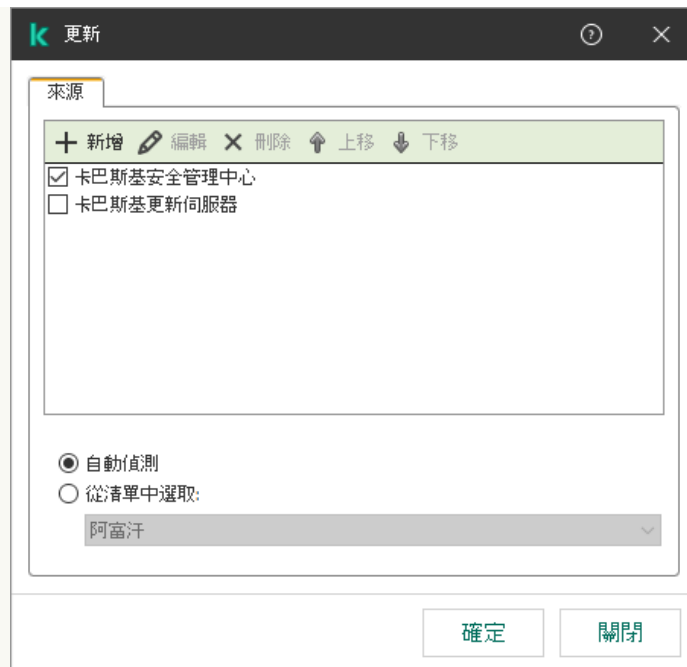 更新
來源
新增 編輯 刪除 上移 下移
卡巴斯基安全管理中心
卡巴斯基更新伺服器
自動偵測
從清單中選取:
阿富汗
確定 關閉